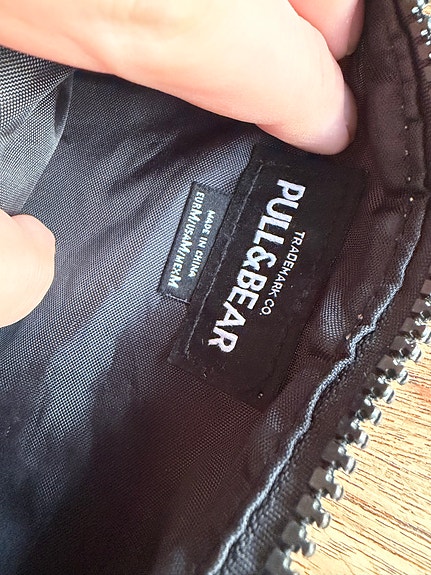 TRADEMARK CO.
PULL&BEAR
MADE IN CHINA
EUR M/USA M/MEX M